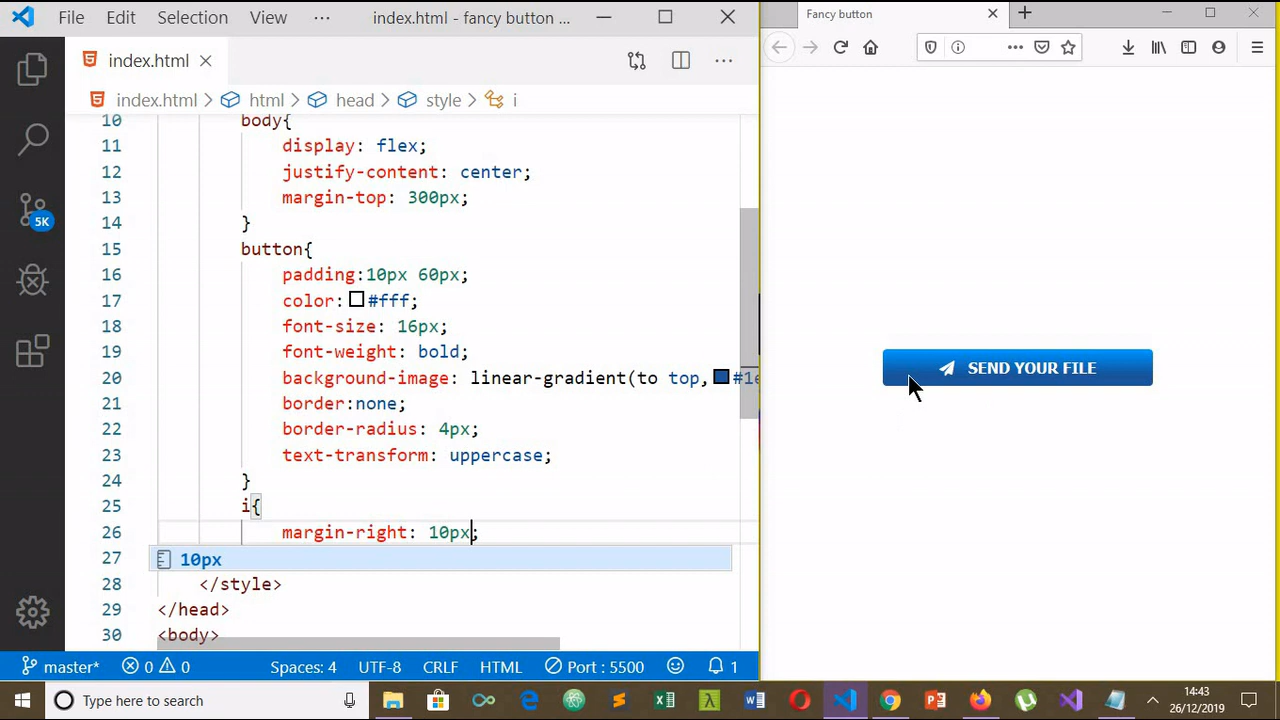 File Edit Selection View ··· index.html - fancy button ...
Fancy button
index.html
index.html > html > head > style > i
10 body{
11 display: flex;
12 justify-content: center;
13 margin-top: 300px;
14 }
15 button{
16 padding:10px 60px;
17 color: #fff;
18 font-size: 16px;
19 font-weight: bold;
20 background-image: linear-gradient(to top, #1e
21 border:none;
22 border-radius: 4px;
23 text-transform: uppercase;
24 }
25 i{
26 margin-right: 10px;
27
10px
28 </style>
29 </head>
30 <body>
5K
SEND YOUR FILE
master* 0 0 Spaces: 4 UTF-8 CRLF HTML Port : 5500 1
Type here to search
14:43
26/12/2019